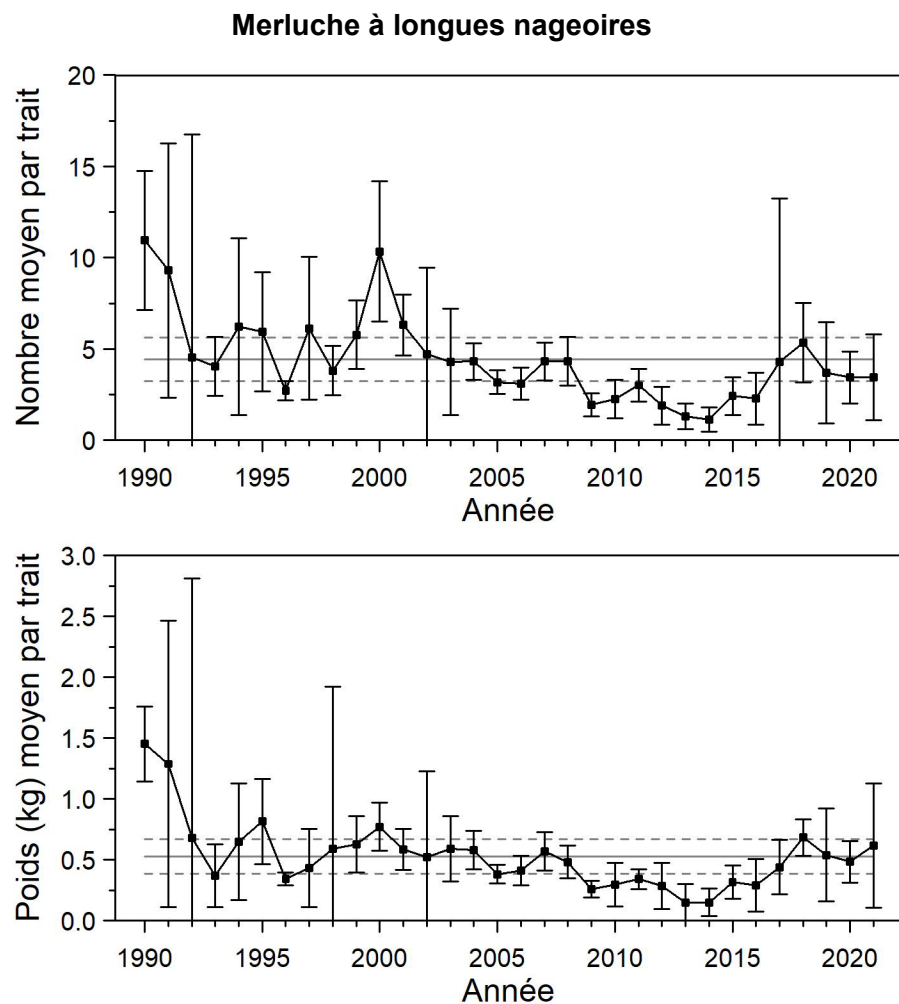 Merluche à longues nageoires
Nombre moyen par trait
20
15
10
5
0
1990 1995 2000 2005 2010 2015 2020
Année
Poids (kg) moyen par trait
3.0
2.5
2.0
1.5
1.0
0.5
0.0
1990 1995 2000 2005 2010 2015 2020
Année